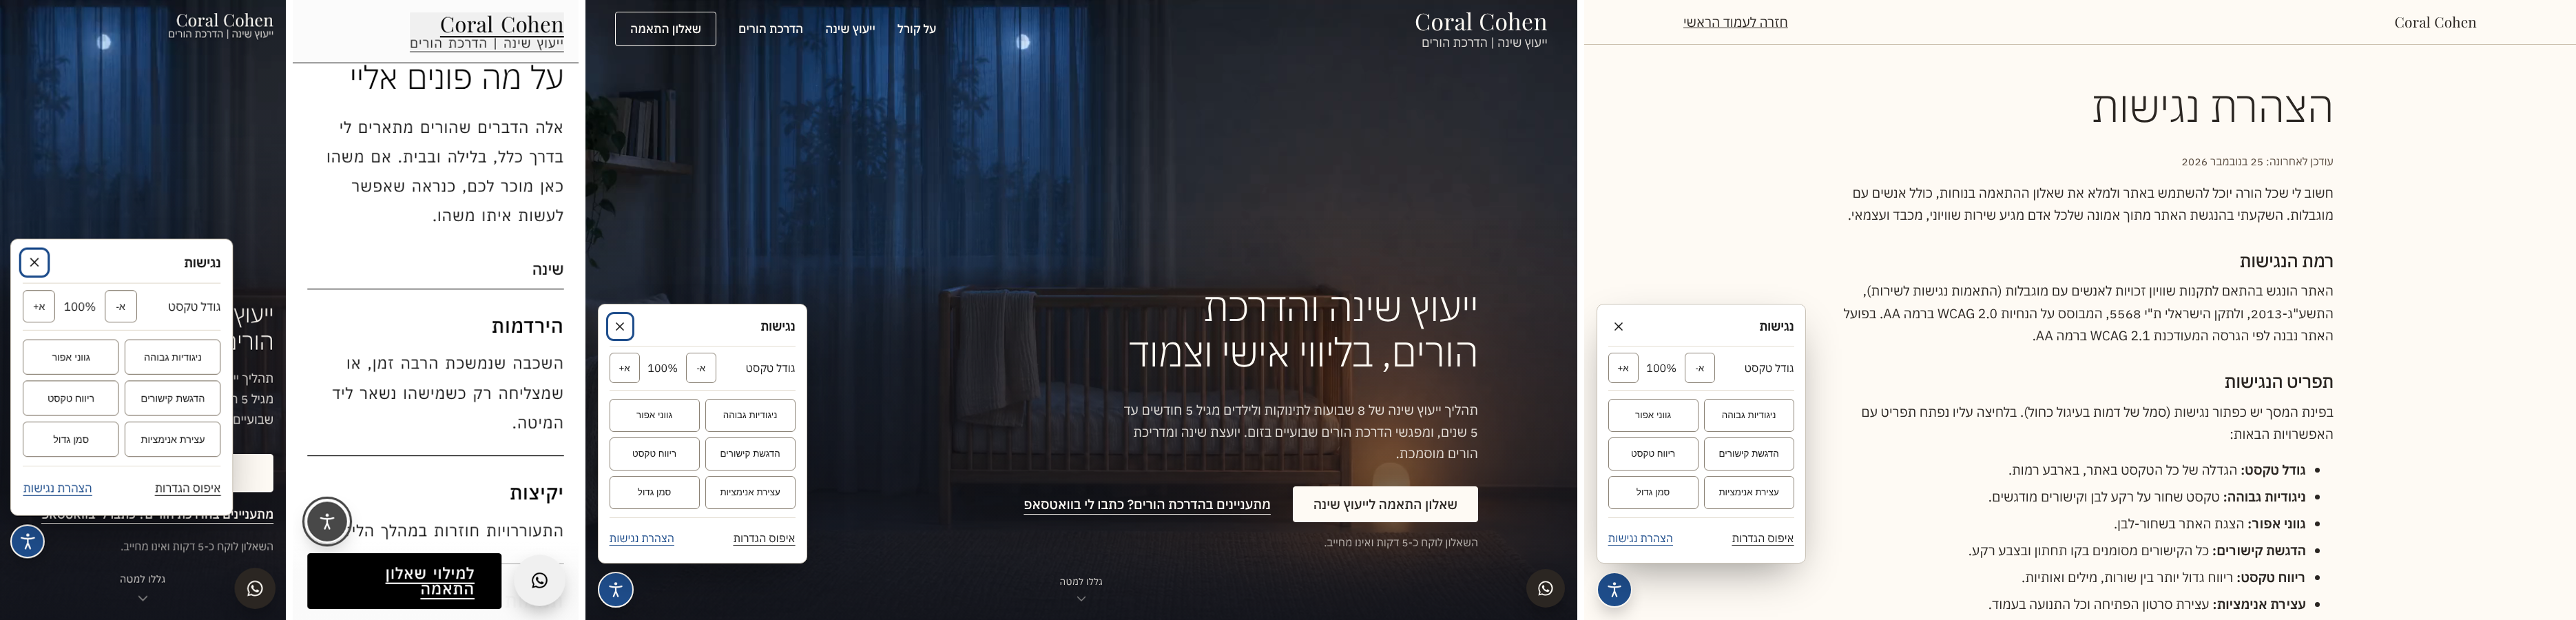 Coral Cohen
ייעוץ שינה | הדרכת הורים
נגישות
גודל טקסט
א-
100%
א+
ניגודיות גבוהה
גווני אפור
הדגשת קישורים
ריווח טקסט
עצירת אנימציות
סמן גדול
איפוס הגדרות
הצהרת נגישות
ייעוץ
הורים
תהליך
מגיל 5
שבועיים
מתעניינים בהדרכת הורים? כתבו לי בוואטסאפ
השאלון לוקח כ-5 דקות ואינו מחייב.
גללו למטה
Coral Cohen
ייעוץ שינה | הדרכת הורים
על מה פונים אליי
אלה הדברים שהורים מתארים לי
בדרך כלל, בלילה ובבית. אם משהו
כאן מוכר לכם, כנראה שאפשר
לעשות איתו משהו.
שינה
הירדמות
השכבה שנמשכת הרבה זמן, או
שמצליחה רק כשמישהו נשאר ליד
המיטה.
יקיצות
התעוררויות חוזרות במהלך
למילוי שאלון
התאמה
Coral Cohen
ייעוץ שינה | הדרכת הורים
על קורל
ייעוץ שינה
הדרכת הורים
שאלון התאמה
ייעוץ שינה והדרכת
הורים, בליווי אישי וצמוד
תהליך ייעוץ שינה של 8 שבועות לתינוקות ולילדים מגיל 5 חודשים עד
5 שנים, ומפגשי הדרכת הורים שבועיים בזום. יועצת שינה ומדריכת
הורים מוסמכת.
שאלון התאמה לייעוץ שינה
מתעניינים בהדרכת הורים? כתבו לי בוואטסאפ
השאלון לוקח כ-5 דקות ואינו מחייב.
גללו למטה
נגישות
גודל טקסט
א-
100%
א+
ניגודיות גבוהה
גווני אפור
הדגשת קישורים
ריווח טקסט
עצירת אנימציות
סמן גדול
איפוס הגדרות
הצהרת נגישות
Coral Cohen
חזרה לעמוד הראשי
הצהרת נגישות
עודכן לאחרונה: 25 בנובמבר 2026
חשוב לי שכל הורה יוכל להשתמש באתר ולמלא את שאלון ההתאמה בנוחות, כולל אנשים עם
מוגבלות. השקעתי בהנגשת האתר מתוך אמונה שלכל אדם מגיע שירות שוויוני, מכבד ועצמאי.
רמת הנגישות
האתר הונגש בהתאם לתקנות שוויון זכויות לאנשים עם מוגבלות (התאמות נגישות לשירות),
התשע"ג-2013, ולתקן הישראלי ת"י 5568, המבוסס על הנחיות WCAG 2.0 ברמה AA. בפועל
האתר נבנה לפי הגרסה המעודכנת WCAG 2.1 ברמה AA.
תפריט הנגישות
בפינת המסך יש כפתור נגישות (סמל של דמות בעיגול כחול). בלחיצה עליו נפתח תפריט עם
האפשרויות הבאות:
• גודל טקסט: הגדלה של כל הטקסט באתר, בארבע רמות.
• ניגודיות גבוהה: טקסט שחור על רקע לבן וקישורים מודגשים.
• גווני אפור: הצגת האתר בשחור-לבן.
• הדגשת קישורים: כל הקישורים מסומנים בקו תחתון ובצבע רקע.
• ריווח טקסט: ריווח גדול יותר בין שורות, מילים ואותיות.
• עצירת אנימציות: עצירת סרטון הפתיחה וכל התנועה בעמוד.
נגישות
גודל טקסט
א-
100%
א+
ניגודיות גבוהה
גווני אפור
הדגשת קישורים
ריווח טקסט
עצירת אנימציות
סמן גדול
איפוס הגדרות
הצהרת נגישות